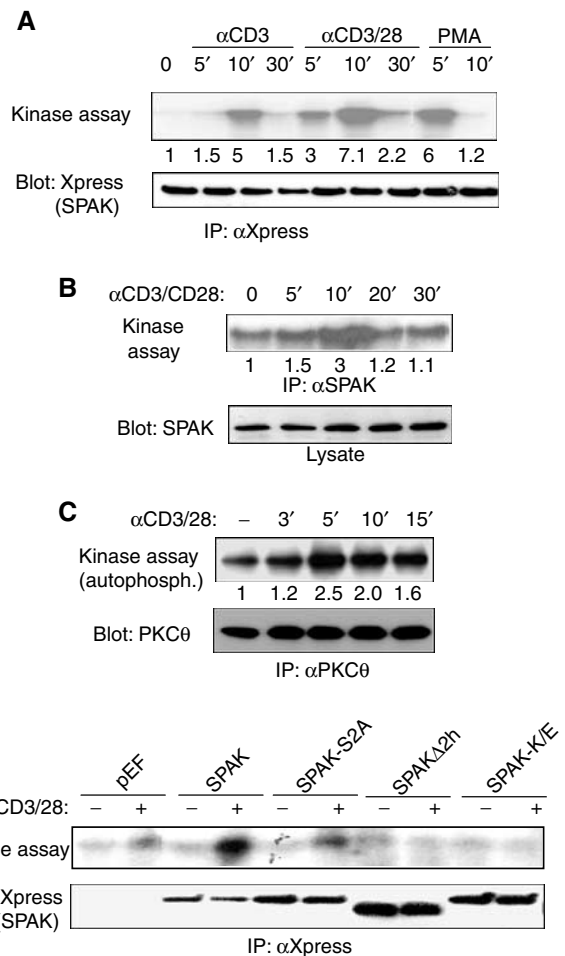 A
αCD3 αCD3/28 PMA
0 5′ 10′ 30′ 5′ 10′ 30′ 5′ 10′
Kinase assay
1 1.5 5 1.5 3 7.1 2.2 6 1.2
Blot: Xpress
(SPAK)
IP: αXpress
B
αCD3/CD28: 0 5′ 10′ 20′ 30′
Kinase
assay
1 1.5 3 1.2 1.1
IP: αSPAK
Blot: SPAK
Lysate
C
αCD3/28: – 3′ 5′ 10′ 15′
Kinase assay
(autophosph.)
1 1.2 2.5 2.0 1.6
Blot: PKCθ
IP: αPKCθ
pEF SPAK SPAK-S2A SPAKΔ2h SPAK-K/E
CD3/28: – + – + – + – + – +
e assay
Xpress
(SPAK)
IP: αXpress